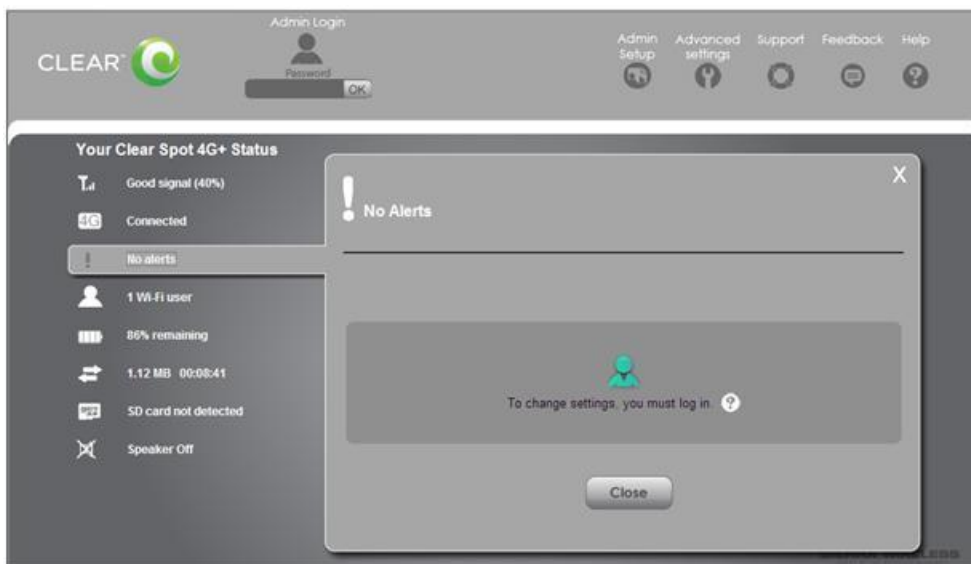 CLEAR™
Admin Login
Password
OK
Admin Setup
Advanced settings
Support
Feedback
Help
Your Clear Spot 4G+ Status
Good signal (40%)
4G
Connected
No alerts
1 Wi-Fi user
86% remaining
1.12 MB 00:08:41
SD card not detected
Speaker Off
X
No Alerts
To change settings, you must log in. ?
Close
WIRELESS